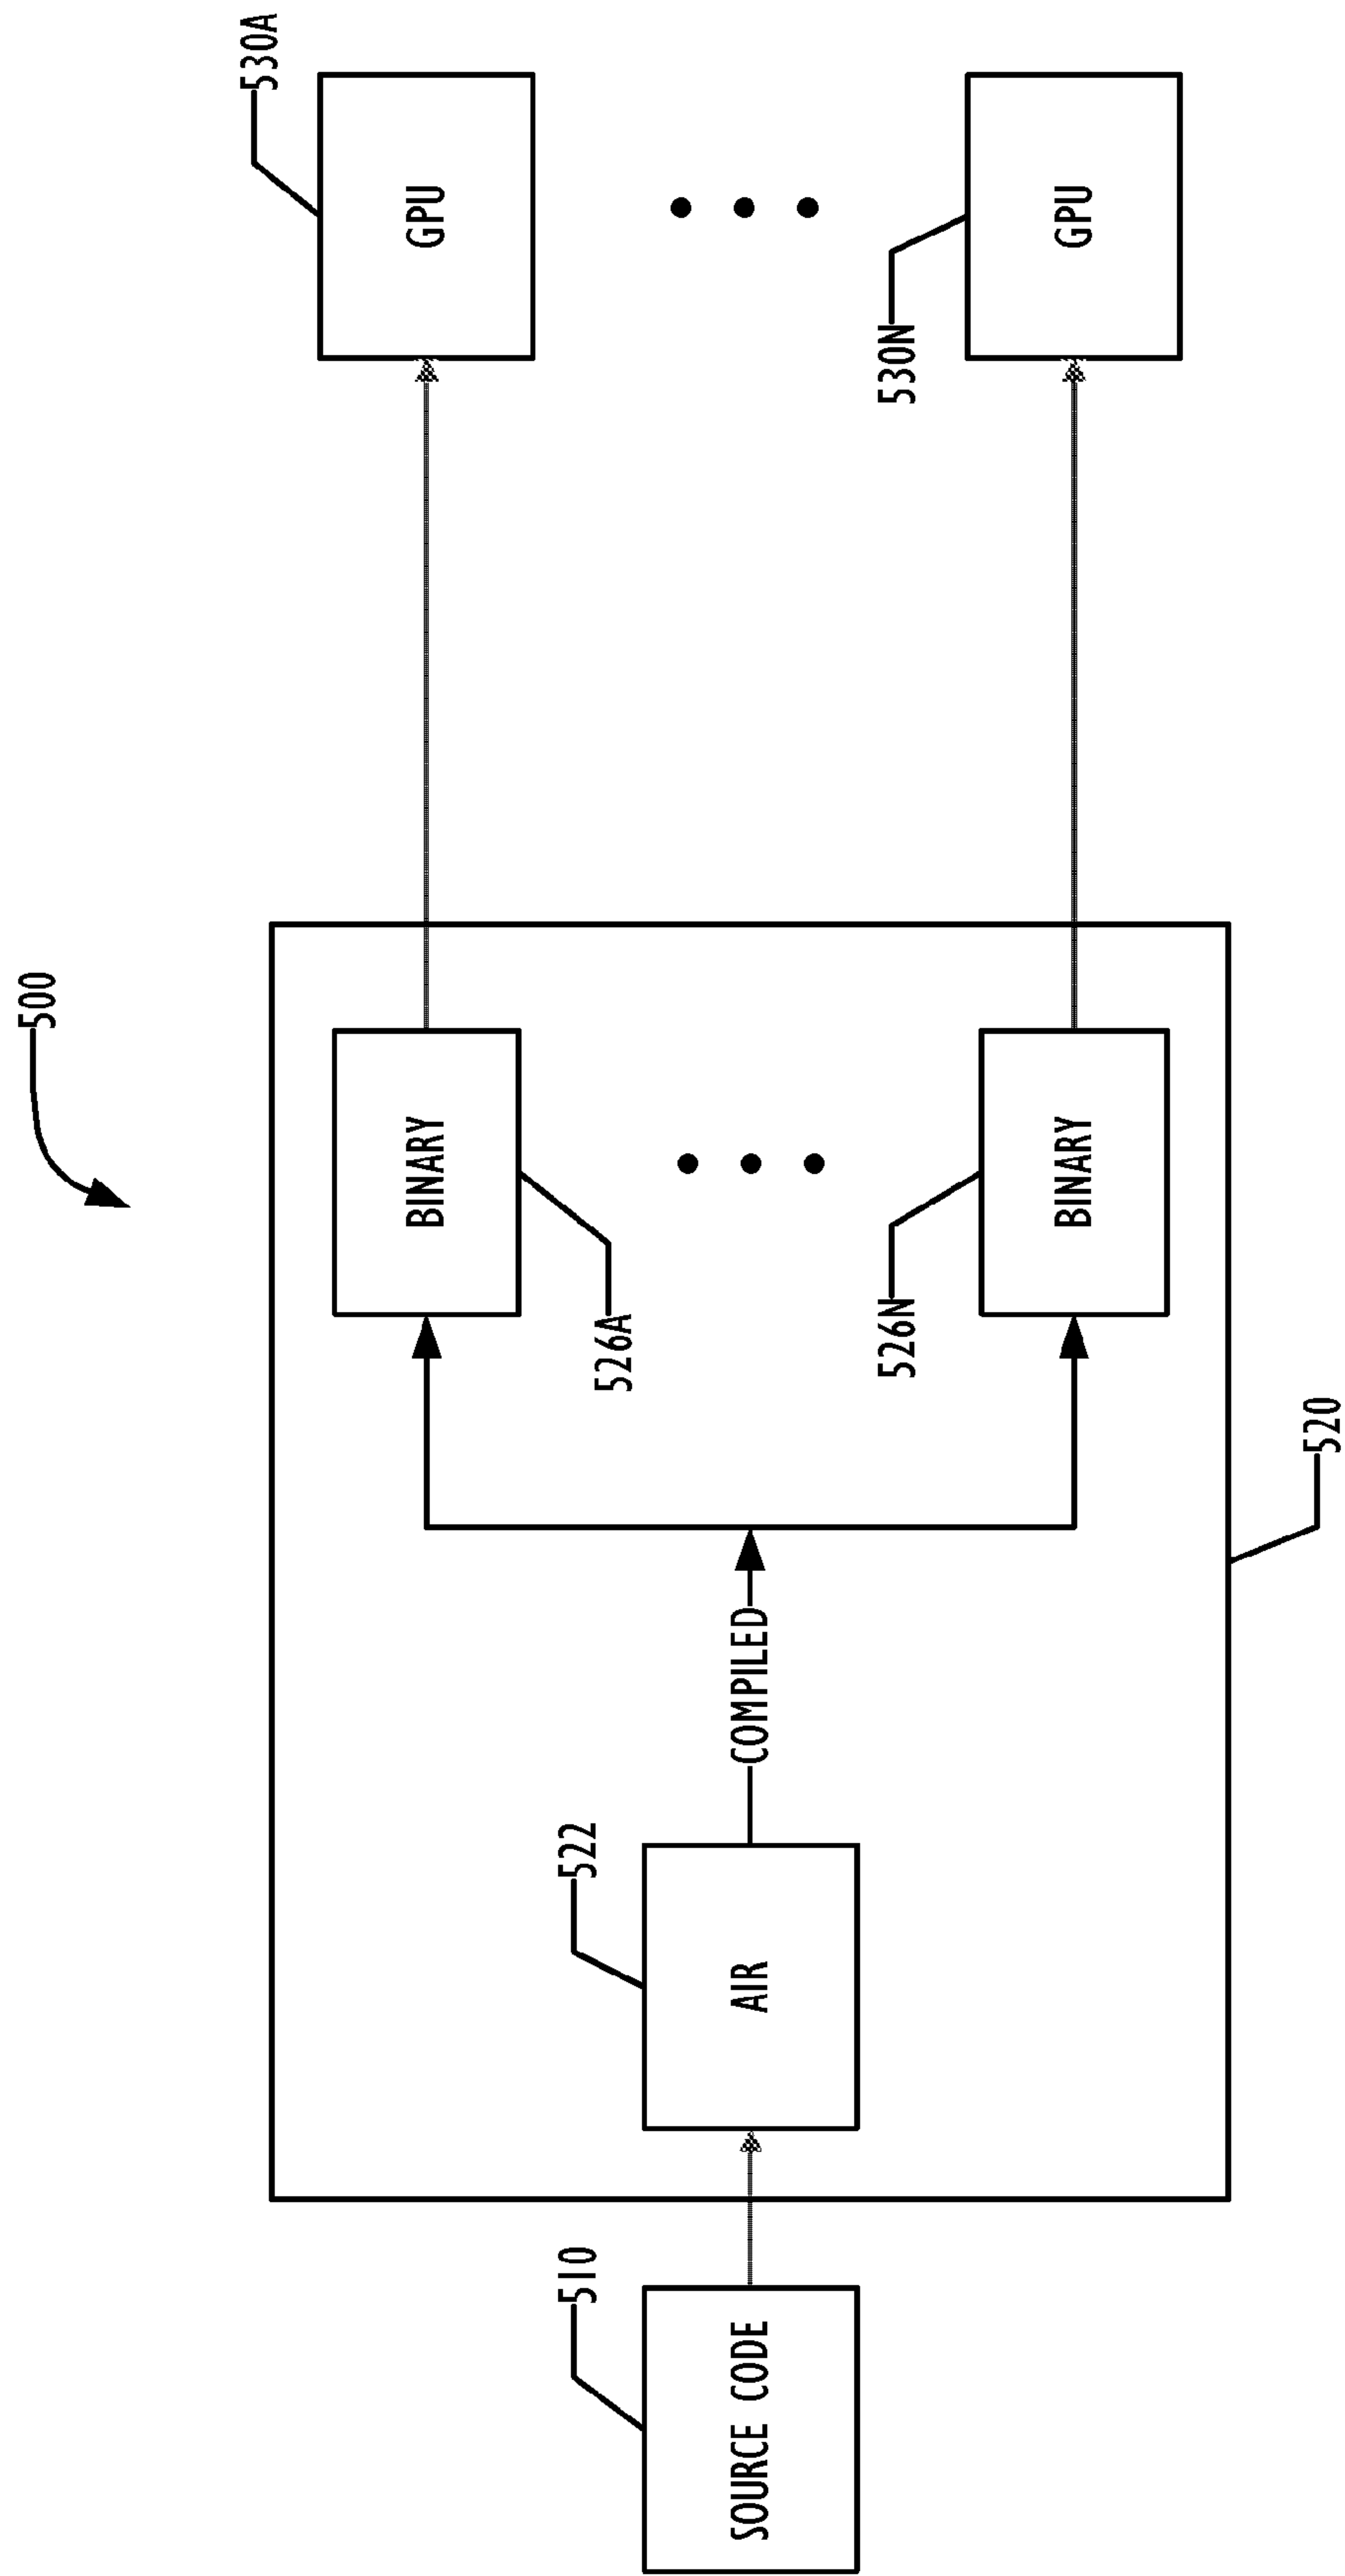 500
530A
GPU
BINARY
526A
522
COMPILED
AIR
510
SOURCE CODE
526N
BINARY
530N
GPU
520